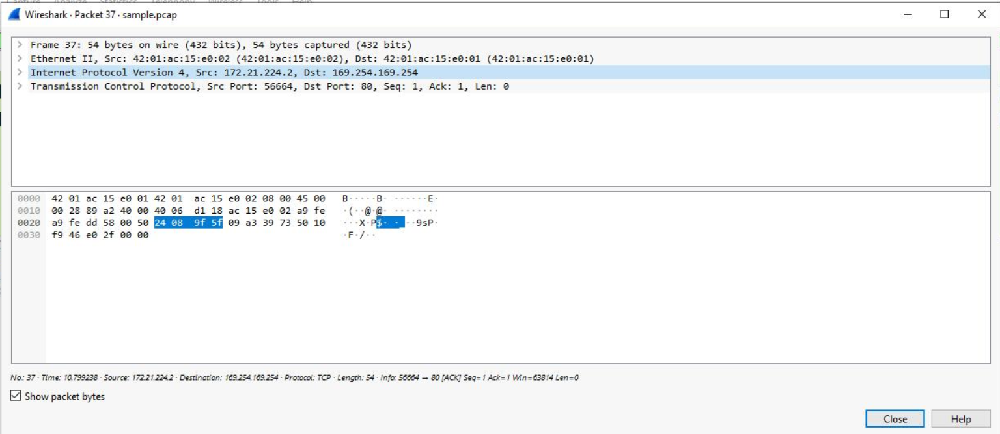 Capture Analyze Statistics Telephony Wireless Tools Help
Wireshark · Packet 37 · sample.pcap
Frame 37: 54 bytes on wire (432 bits), 54 bytes captured (432 bits)
Ethernet II, Src: 42:01:ac:15:e0:02 (42:01:ac:15:e0:02), Dst: 42:01:ac:15:e0:01 (42:01:ac:15:e0:01)
Internet Protocol Version 4, Src: 172.21.224.2, Dst: 169.254.169.254
Transmission Control Protocol, Src Port: 56664, Dst Port: 80, Seq: 1, Ack: 1, Len: 0
0000 42 01 ac 15 e0 01 42 01 ac 15 e0 02 08 00 45 00 B·····B· ······E·
0010 00 28 89 a2 40 00 40 06 d1 18 ac 15 e0 02 a9 fe ·(··@·@· ········
0020 a9 fe dd 58 00 50 24 08 9f 5f 09 a3 39 73 50 10 ···X·P$· · ··9sP·
0030 f9 46 e0 2f 00 00 ·F·/··
No.: 37 · Time: 10.799238 · Source: 172.21.224.2 · Destination: 169.254.169.254 · Protocol: TCP · Length: 54 · Info: 56664 → 80 [ACK] Seq=1 Ack=1 Win=63814 Len=0
Show packet bytes
Close Help